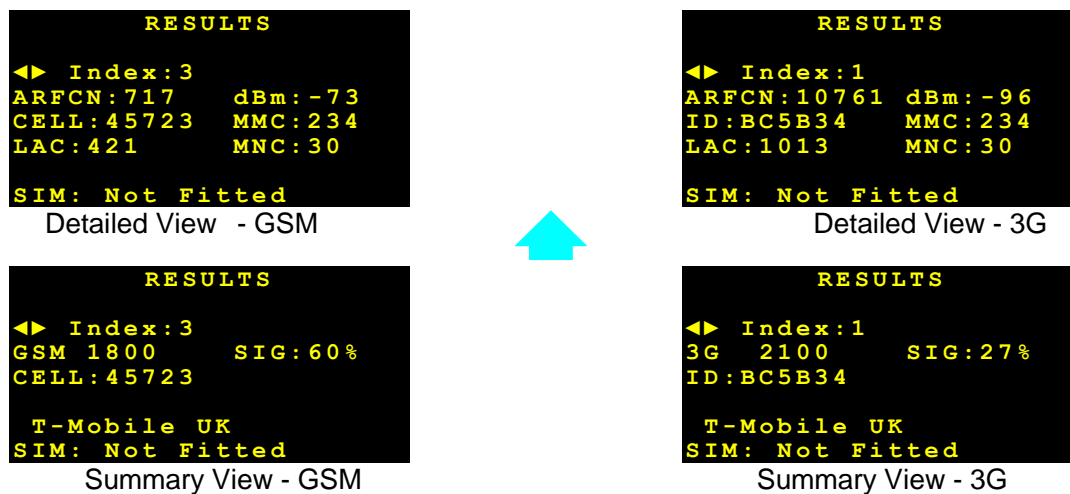 RESULTS
◄► Index:3
ARFCN:717 dBm:-73
CELL:45723 MMC:234
LAC:421 MNC:30
SIM: Not Fitted
Detailed View - GSM
RESULTS
◄► Index:1
ARFCN:10761 dBm:-96
ID:BC5B34 MMC:234
LAC:1013 MNC:30
SIM: Not Fitted
Detailed View - 3G
RESULTS
◄► Index:3
GSM 1800 SIG:60%
CELL:45723
T-Mobile UK
SIM: Not Fitted
Summary View - GSM
RESULTS
◄► Index:1
3G 2100 SIG:27%
ID:BC5B34
T-Mobile UK
SIM: Not Fitted
Summary View - 3G